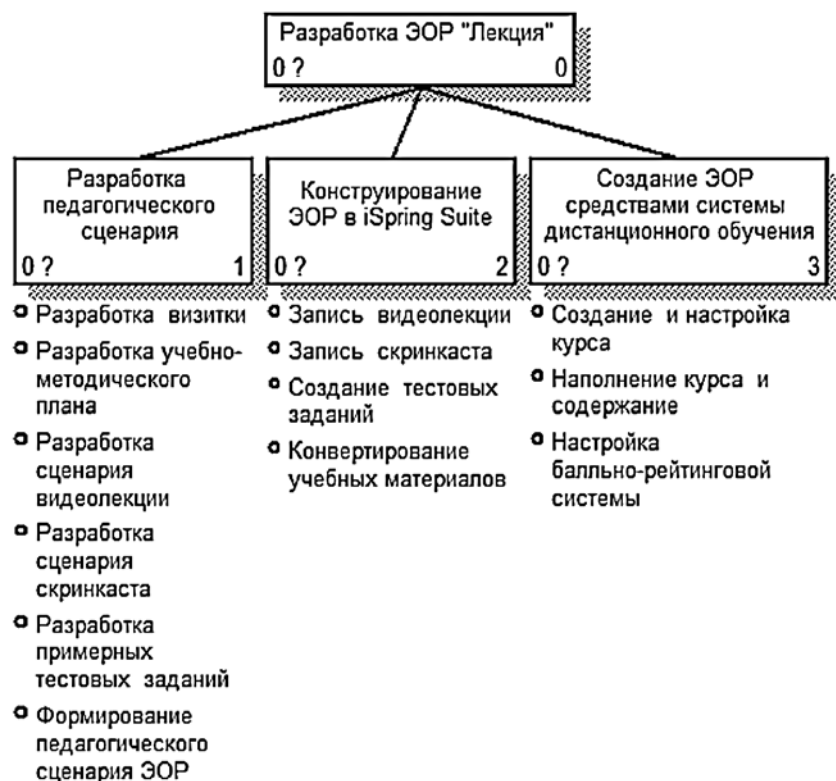 Разработка ЭОР "Лекция"
0 ? 0
Разработка
педагогического
сценария
0 ? 1
Конструирование
ЭОР в iSpring Suite
0 ? 2
Создание ЭОР
средствами системы
дистанционного обучения
0 ? 3
Разработка визитки
Разработка учебно-
методического
плана
Разработка
сценария
видеолекции
Разработка
сценария
скринкаста
Разработка
примерных
тестовых заданий
Формирование
педагогического
сценария ЭОР
Запись видеолекции
Запись скринкаста
Создание тестовых
заданий
Конвертирование
учебных материалов
Создание и настройка
курса
Наполнение курса и
содержание
Настройка
балльно-рейтинговой
системы